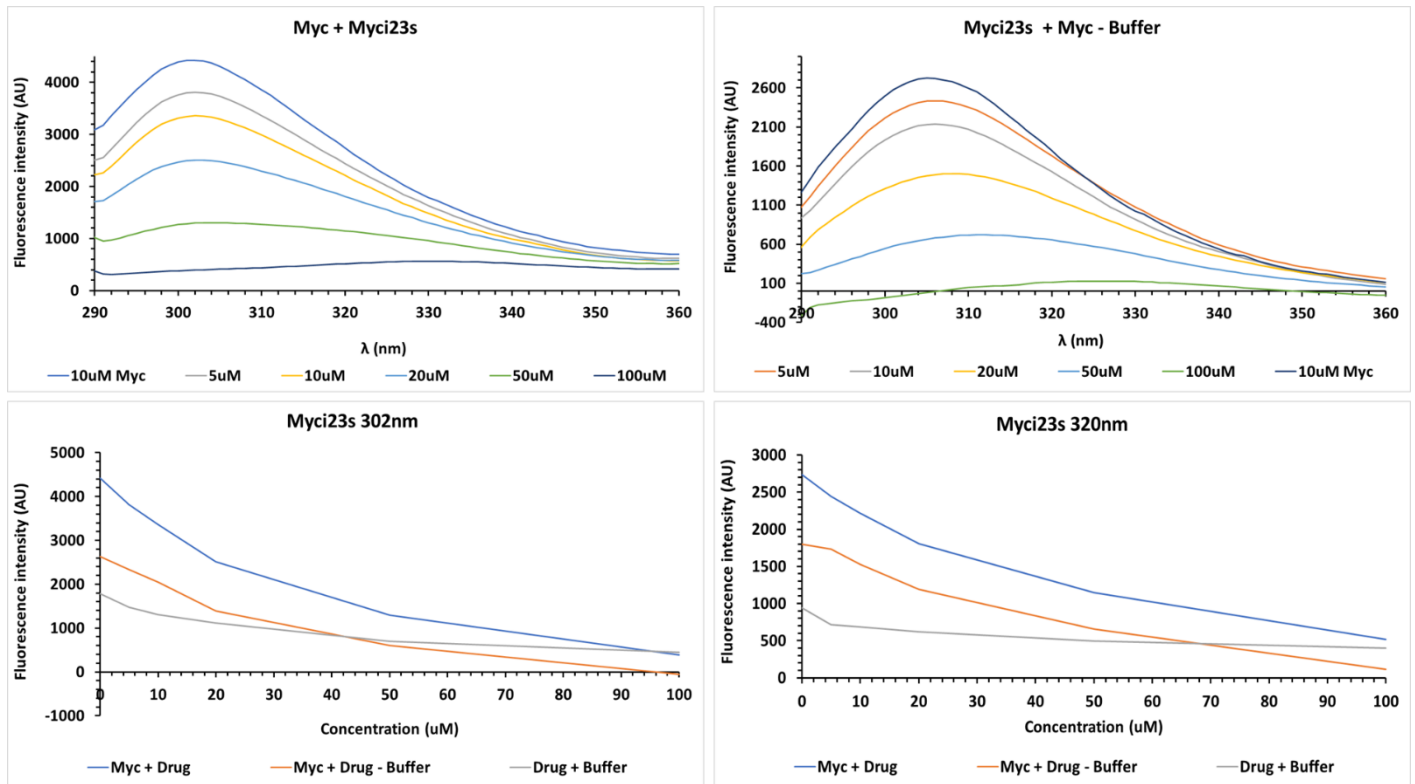 Myc + Myci23s
Fluorescence intensity (AU)
4000
3000
2000
1000
0
290 300 310 320 330 340 350 360
λ (nm)
10uM Myc 5uM 10uM 20uM 50uM 100uM
Myci23s + Myc - Buffer
Fluorescence intensity (AU)
2600
2100
1600
1100
600
100
-400
290 300 310 320 330 340 350 360
λ (nm)
5uM 10uM 20uM 50uM 100uM 10uM Myc
Myci23s 302nm
Fluorescence intensity (AU)
5000
4000
3000
2000
1000
0
-1000
0 10 20 30 40 50 60 70 80 90 100
Concentration (uM)
Myc + Drug Myc + Drug - Buffer Drug + Buffer
Myci23s 320nm
Fluorescence intensity (AU)
3000
2500
2000
1500
1000
500
0
0 10 20 30 40 50 60 70 80 90 100
Concentration (uM)
Myc + Drug Myc + Drug - Buffer Drug + Buffer